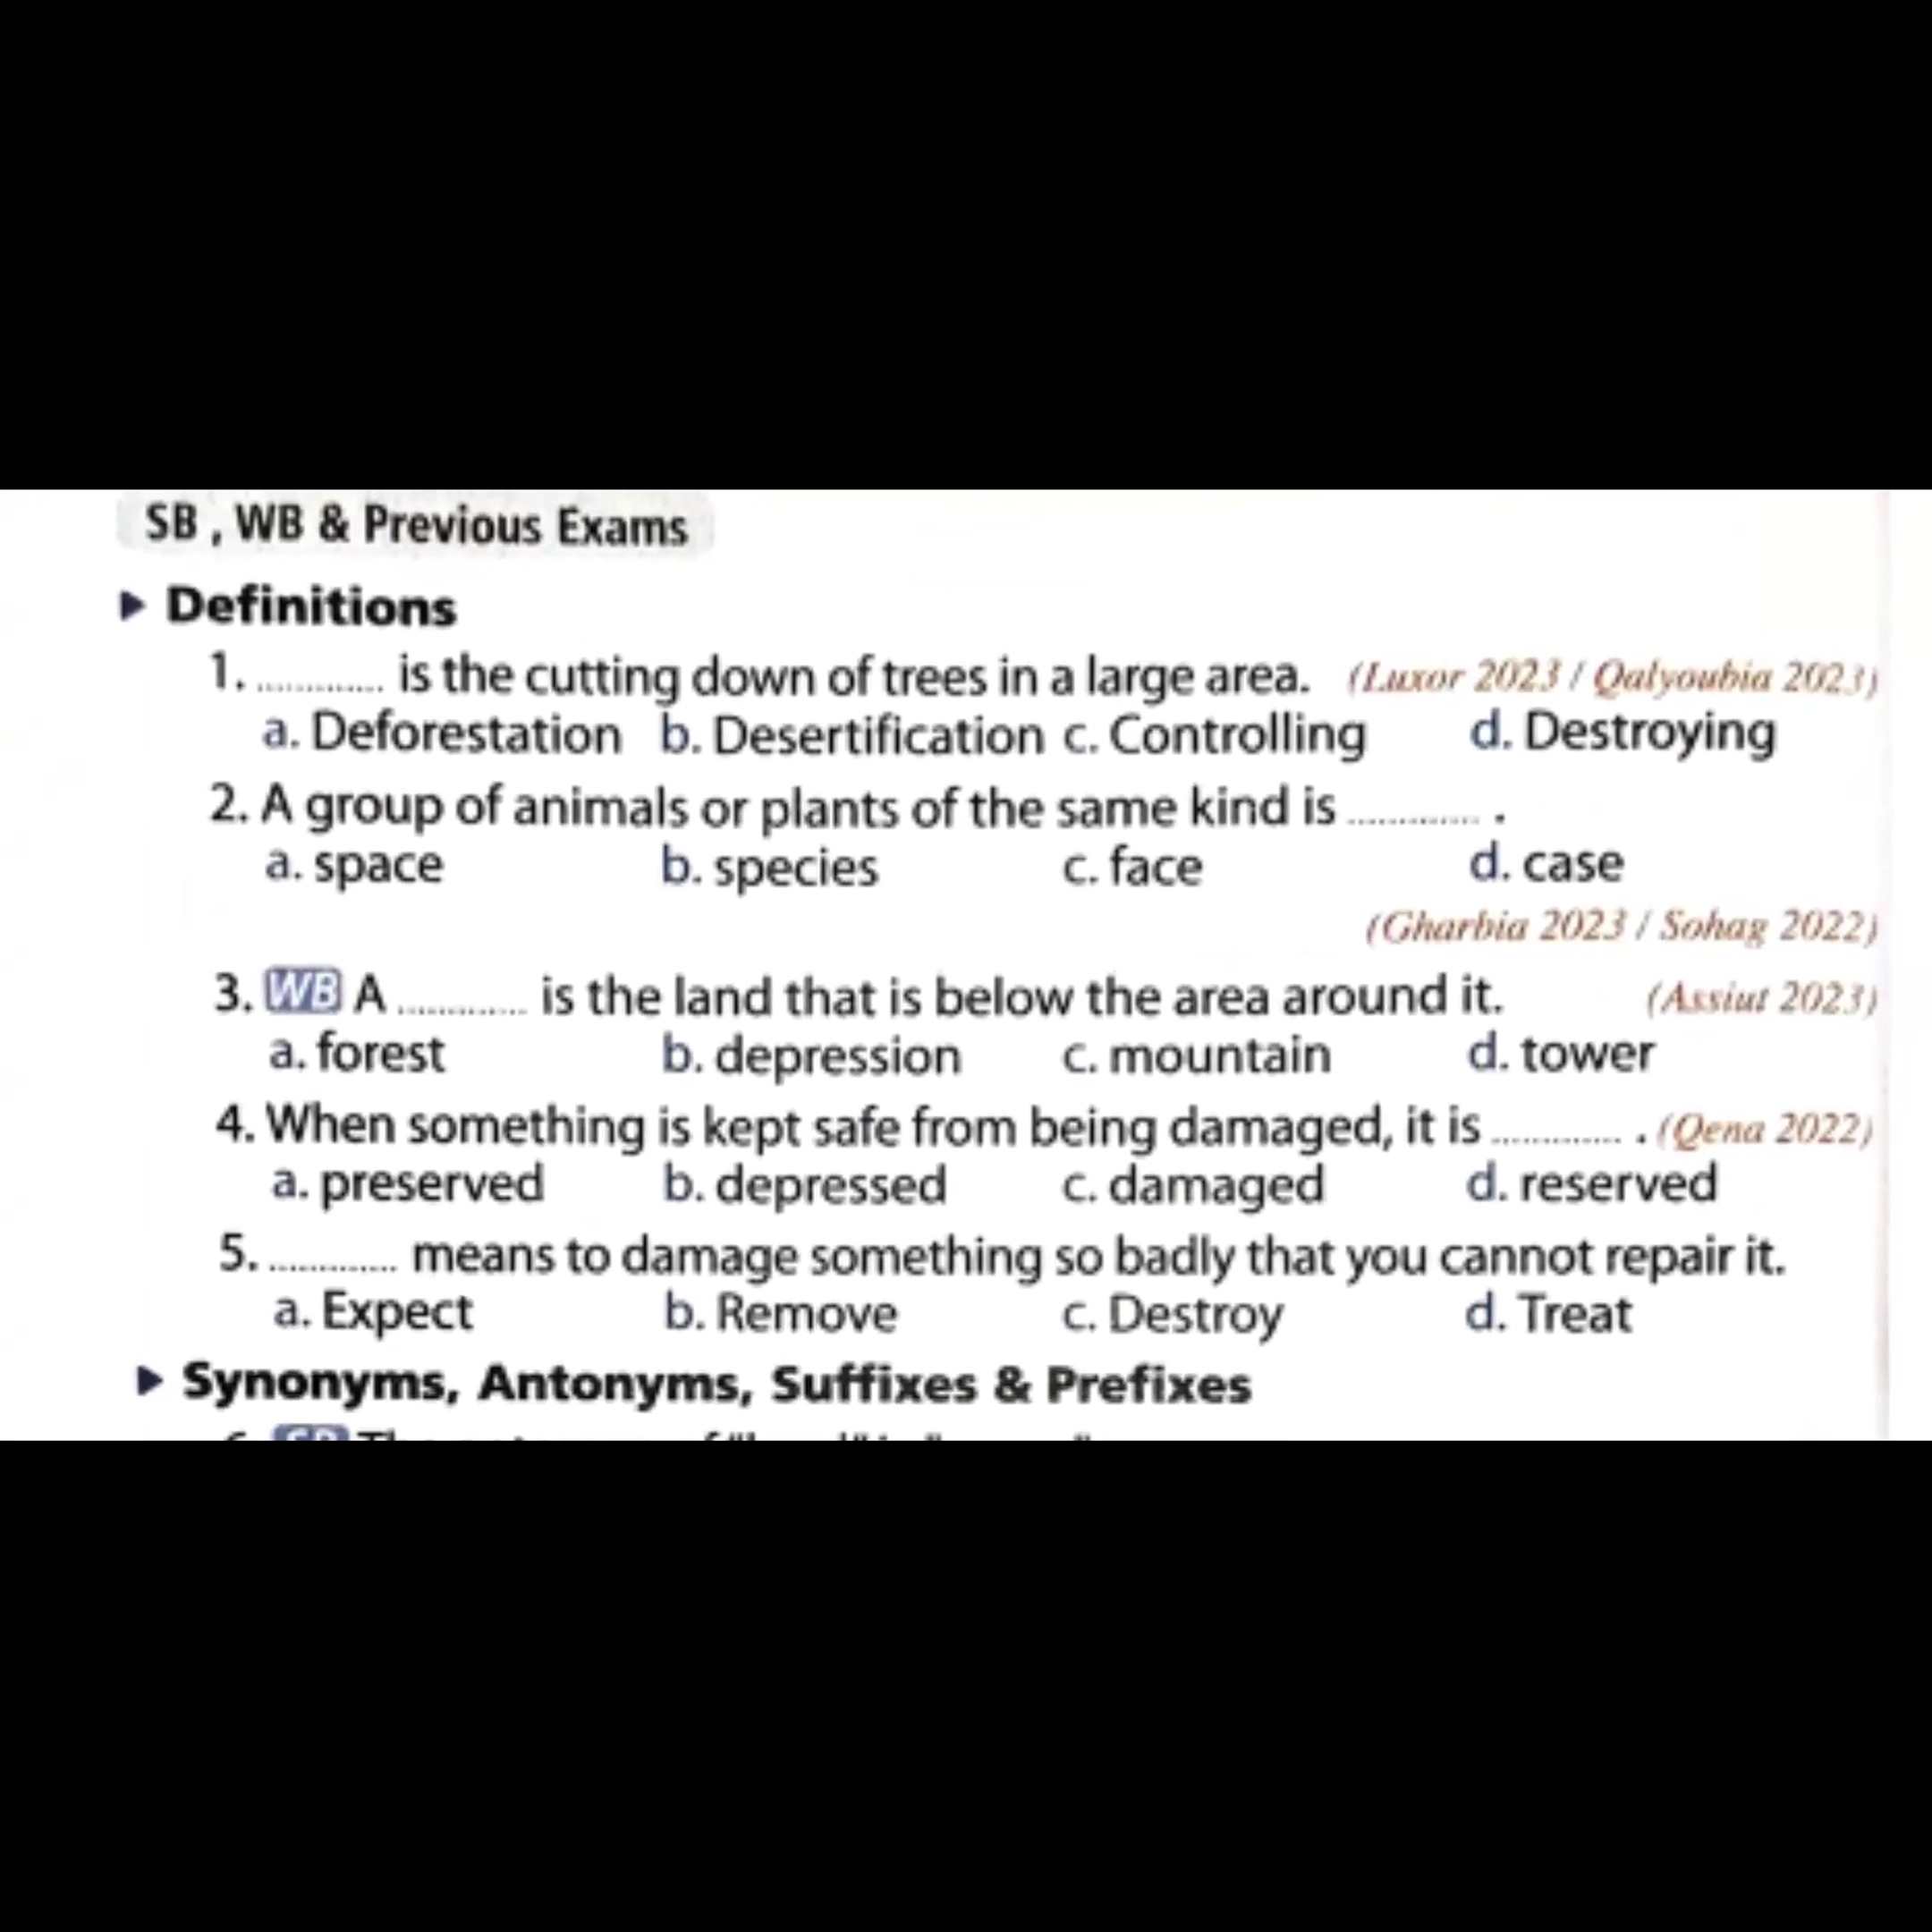 SB , WB & Previous Exams
▶ Definitions
1. ............. is the cutting down of trees in a large area. (Luxor 2023 / Qalyoubia 2023)
a. Deforestation b. Desertification c. Controlling d. Destroying
2. A group of animals or plants of the same kind is ............. .
a. space b. species c. face d. case
(Gharbia 2023 / Sohag 2022)
3. WB A ............. is the land that is below the area around it. (Assiut 2023)
a. forest b. depression c. mountain d. tower
4. When something is kept safe from being damaged, it is ............. . (Qena 2022)
a. preserved b. depressed c. damaged d. reserved
5. ............. means to damage something so badly that you cannot repair it.
a. Expect b. Remove c. Destroy d. Treat
▶ Synonyms, Antonyms, Suffixes & Prefixes